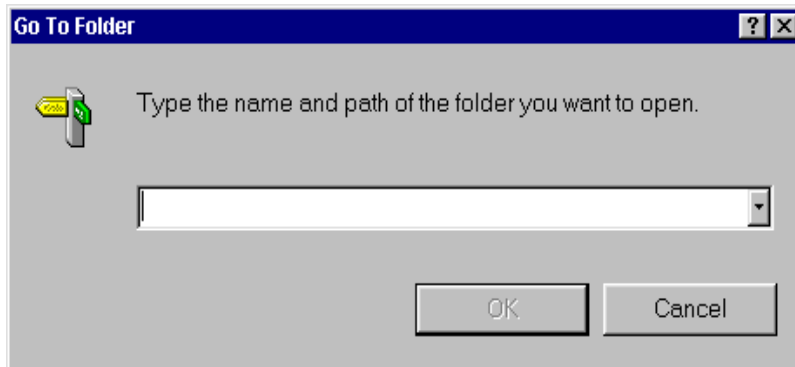 Go To Folder
Type the name and path of the folder you want to open.
OK
Cancel